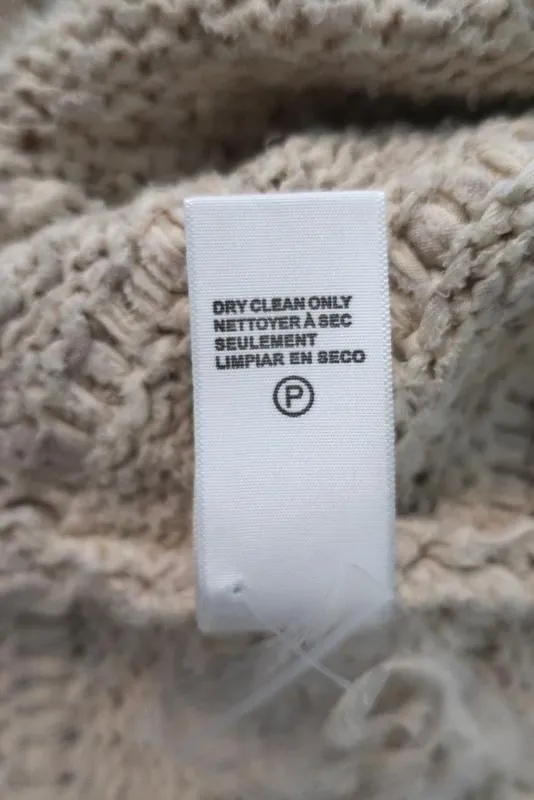 DRY CLEAN ONLY
NETTOYER À SEC
SEULEMENT
LIMPIAR EN SECO
P